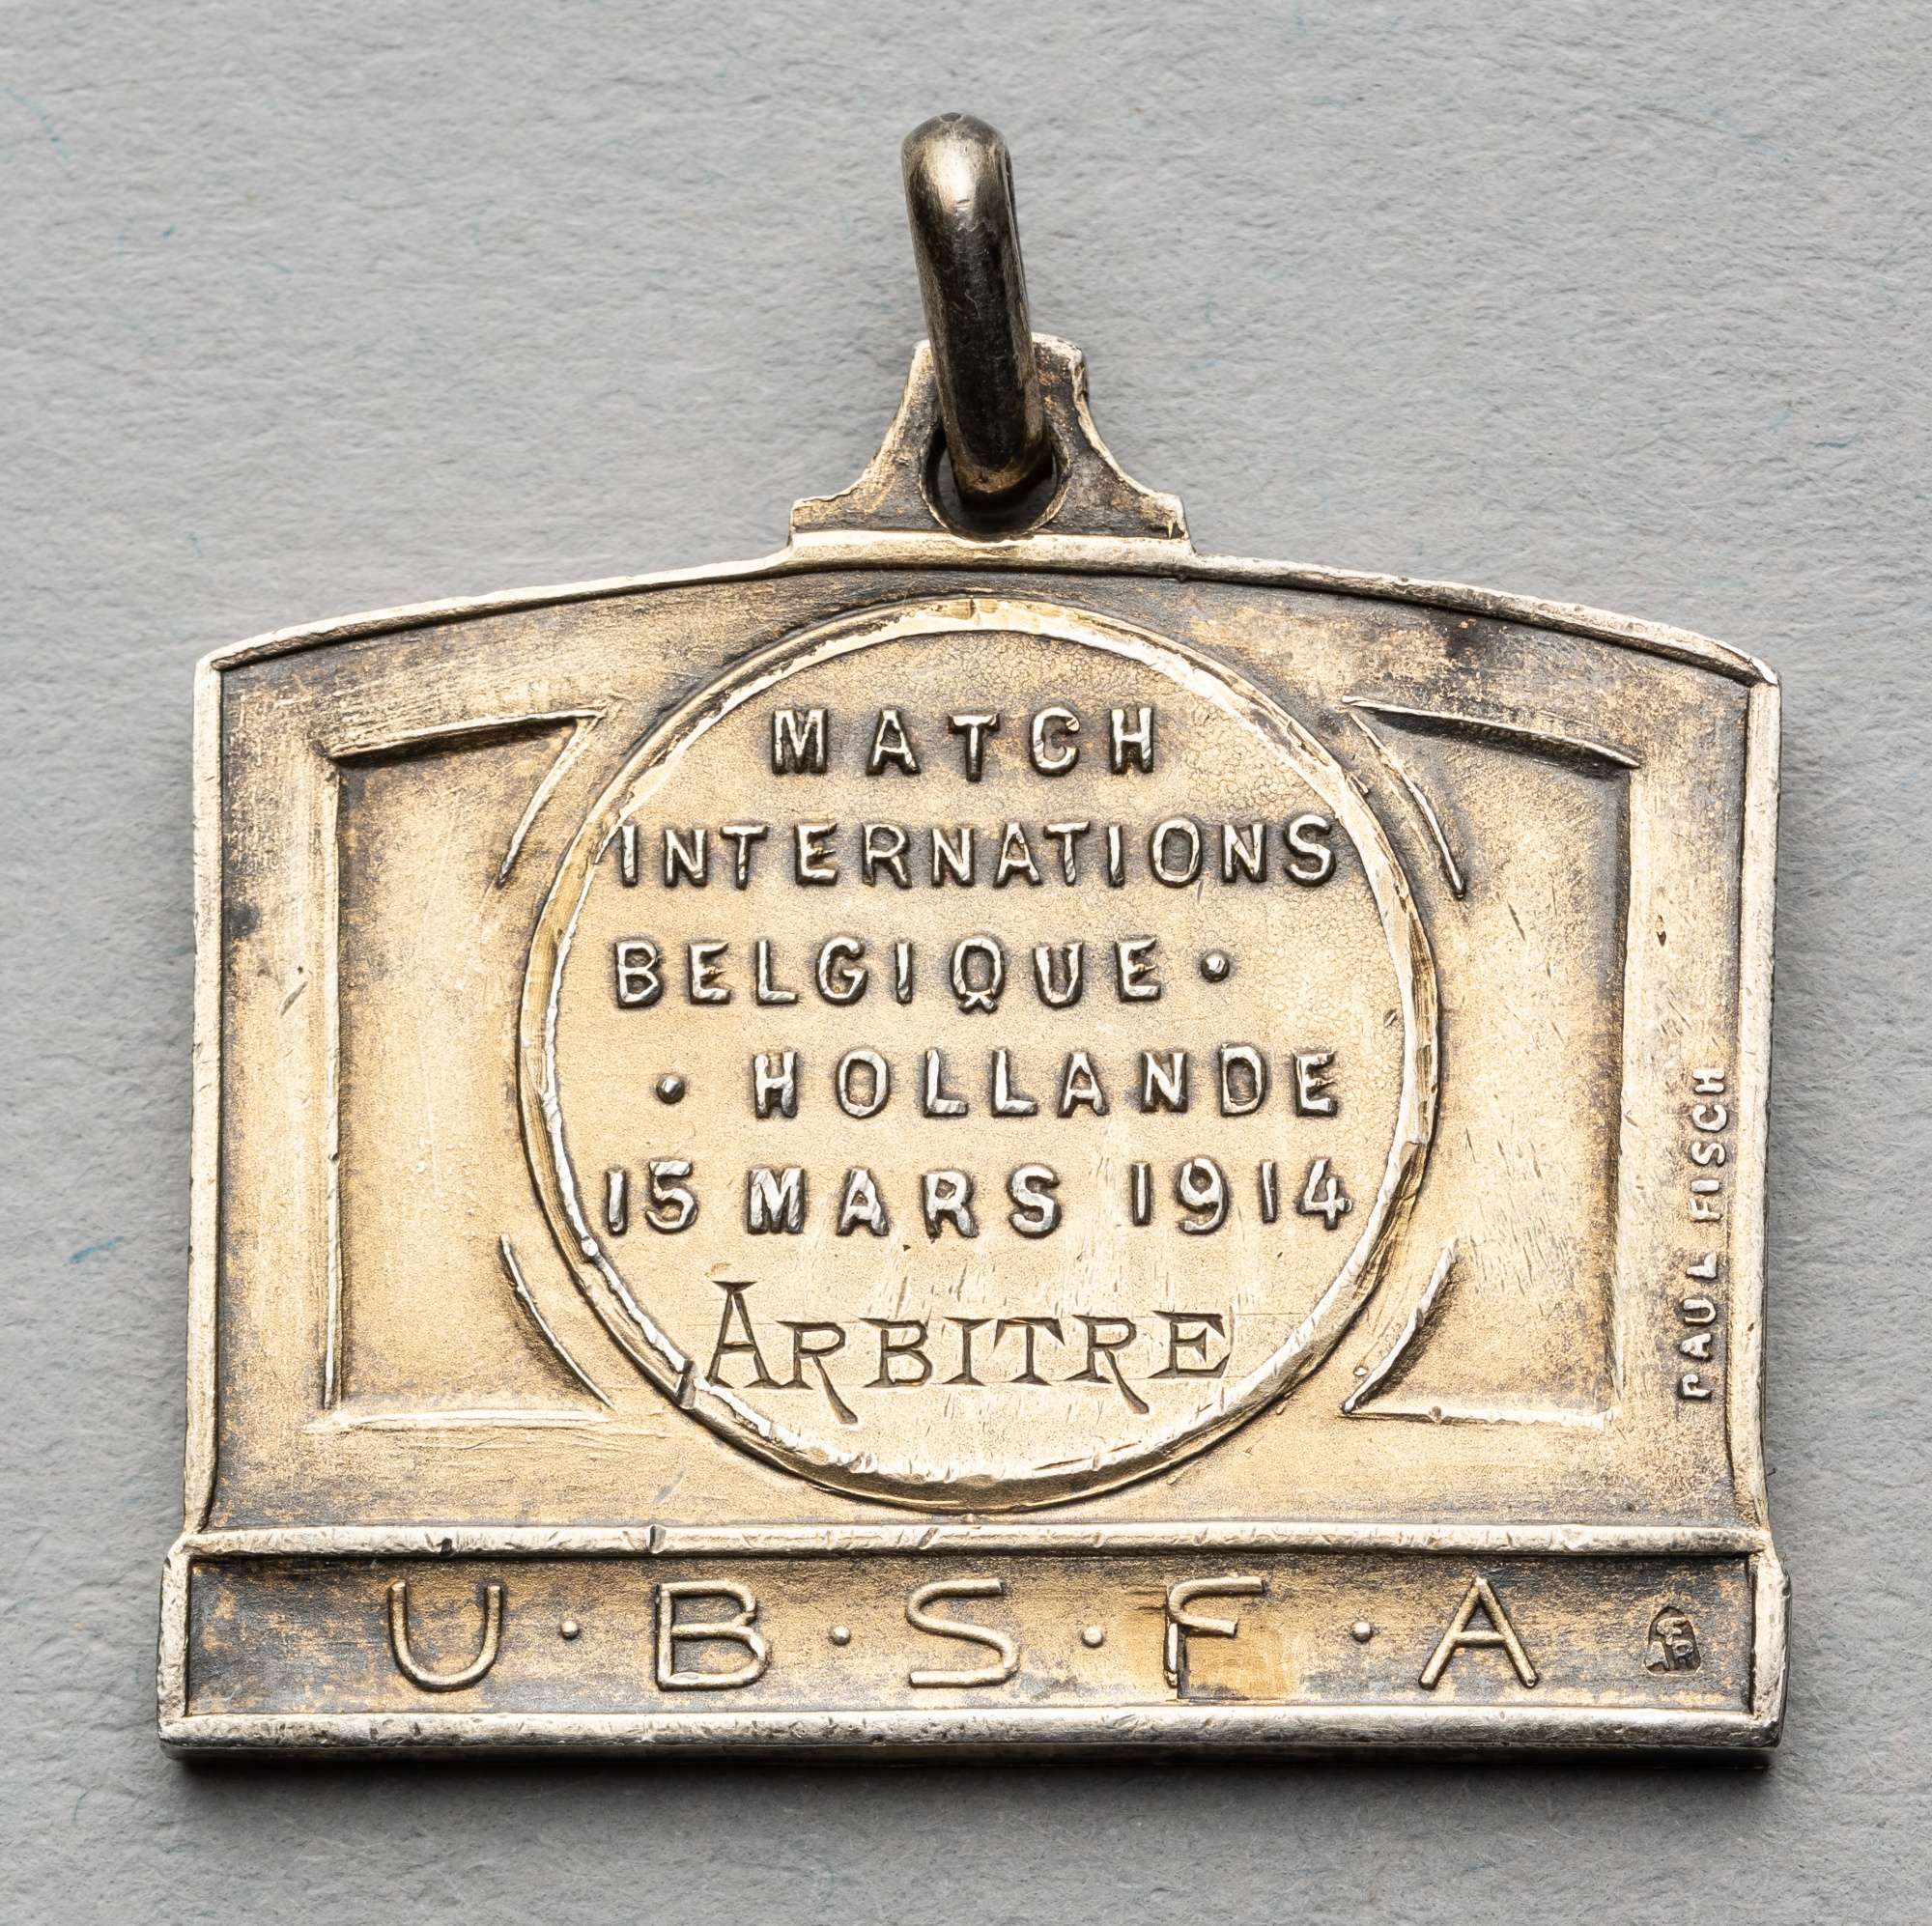 MATCH
INTERNATIONS
BELGIQUE ·
· HOLLANDE
15 MARS 1914
ARBITRE
PAUL FISCH
U · B · S · F · A